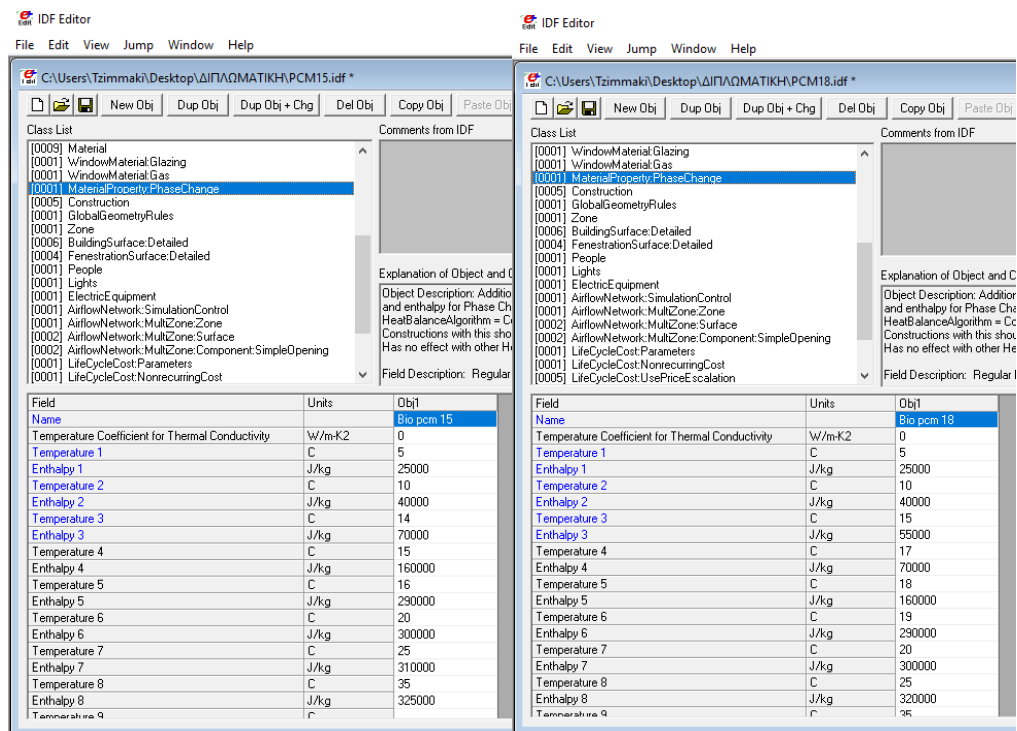 IDF Editor
File Edit View Jump Window Help
C:\Users\Tzimmaki\Desktop\ΔΙΠΛΩΜΑΤΙΚΗ\PCM15.idf *
New Obj Dup Obj Dup Obj + Chg Del Obj Copy Obj Paste Obj
Class List Comments from IDF
[0009] Material
[0001] WindowMaterial:Glazing
[0001] WindowMaterial:Gas
[0001] MaterialProperty:PhaseChange
[0005] Construction
[0001] GlobalGeometryRules
[0001] Zone
[0006] BuildingSurface:Detailed
[0004] FenestrationSurface:Detailed
[0001] People
[0001] Lights
[0001] ElectricEquipment
[0001] AirflowNetwork:SimulationControl
[0001] AirflowNetwork:MultiZone:Zone
[0002] AirflowNetwork:MultiZone:Surface
[0002] AirflowNetwork:MultiZone:Component:SimpleOpening
[0001] LifeCycleCost:Parameters
[0001] LifeCycleCost:NonrecurringCost
Explanation of Object and C
Object Description: Additio
and enthalpy for Phase Ch
HeatBalanceAlgorithm = Co
Constructions with this sho
Has no effect with other He
Field Description: Regular
Field Units Obj1
Name Bio pcm 15
Temperature Coefficient for Thermal Conductivity W/m-K2 0
Temperature 1 C 5
Enthalpy 1 J/kg 25000
Temperature 2 C 10
Enthalpy 2 J/kg 40000
Temperature 3 C 14
Enthalpy 3 J/kg 70000
Temperature 4 C 15
Enthalpy 4 J/kg 160000
Temperature 5 C 16
Enthalpy 5 J/kg 290000
Temperature 6 C 20
Enthalpy 6 J/kg 300000
Temperature 7 C 25
Enthalpy 7 J/kg 310000
Temperature 8 C 35
Enthalpy 8 J/kg 325000
Temperature 9 C
IDF Editor
File Edit View Jump Window Help
C:\Users\Tzimmaki\Desktop\ΔΙΠΛΩΜΑΤΙΚΗ\PCM18.idf *
New Obj Dup Obj Dup Obj + Chg Del Obj Copy Obj Paste Obj
Class List Comments from IDF
[0001] WindowMaterial:Glazing
[0001] WindowMaterial:Gas
[0001] MaterialProperty:PhaseChange
[0005] Construction
[0001] GlobalGeometryRules
[0001] Zone
[0006] BuildingSurface:Detailed
[0004] FenestrationSurface:Detailed
[0001] People
[0001] Lights
[0001] ElectricEquipment
[0001] AirflowNetwork:SimulationControl
[0001] AirflowNetwork:MultiZone:Zone
[0002] AirflowNetwork:MultiZone:Surface
[0002] AirflowNetwork:MultiZone:Component:SimpleOpening
[0001] LifeCycleCost:Parameters
[0001] LifeCycleCost:NonrecurringCost
[0005] LifeCycleCost:UsePriceEscalation
Explanation of Object and C
Object Description: Addition
and enthalpy for Phase Cha
HeatBalanceAlgorithm = Co
Constructions with this shou
Has no effect with other He
Field Description: Regular
Field Units Obj1
Name Bio pcm 18
Temperature Coefficient for Thermal Conductivity W/m-K2 0
Temperature 1 C 5
Enthalpy 1 J/kg 25000
Temperature 2 C 10
Enthalpy 2 J/kg 40000
Temperature 3 C 15
Enthalpy 3 J/kg 55000
Temperature 4 C 17
Enthalpy 4 J/kg 70000
Temperature 5 C 18
Enthalpy 5 J/kg 160000
Temperature 6 C 19
Enthalpy 6 J/kg 290000
Temperature 7 C 20
Enthalpy 7 J/kg 300000
Temperature 8 C 25
Enthalpy 8 J/kg 320000
Temperature 9 C 35